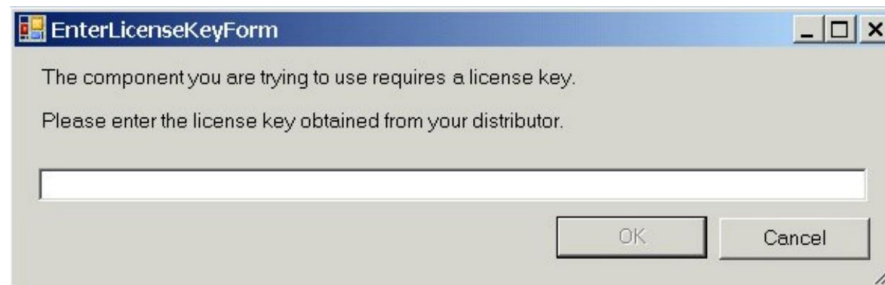 EnterLicenseKeyForm
The component you are trying to use requires a license key.
Please enter the license key obtained from your distributor.
OK
Cancel